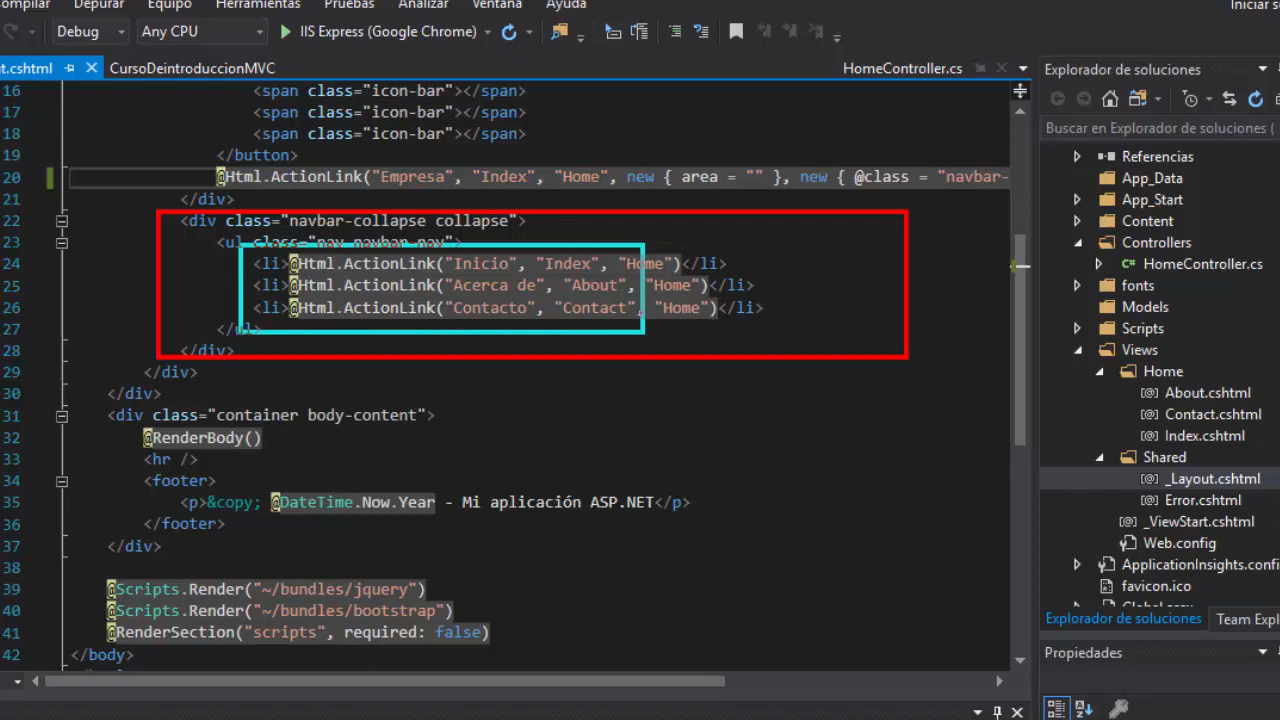 Compilar Depurar Equipo Herramientas Pruebas Analizar Ventana Ayuda Iniciar s
Debug Any CPU IIS Express (Google Chrome)
ut.cshtml CursoDeintroduccionMVC HomeController.cs
16 <span class="icon-bar"></span>
17 <span class="icon-bar"></span>
18 <span class="icon-bar"></span>
19 </button>
20 @Html.ActionLink("Empresa", "Index", "Home", new { area = "" }, new { @class = "navbar-
21 </div>
22 <div class="navbar-collapse collapse">
23 <ul class="nav navbar-nav">
24 <li>@Html.ActionLink("Inicio", "Index", "Home")</li>
25 <li>@Html.ActionLink("Acerca de", "About", "Home")</li>
26 <li>@Html.ActionLink("Contacto", "Contact", "Home")</li>
27 </ul>
28 </div>
29 </div>
30 </div>
31 <div class="container body-content">
32 @RenderBody()
33 <hr />
34 <footer>
35 <p>&copy; @DateTime.Now.Year - Mi aplicación ASP.NET</p>
36 </footer>
37 </div>
38
39 @Scripts.Render("~/bundles/jquery")
40 @Scripts.Render("~/bundles/bootstrap")
41 @RenderSection("scripts", required: false)
42 </body>
Explorador de soluciones
Buscar en Explorador de soluciones (
Referencias
App_Data
App_Start
Content
Controllers
C# HomeController.cs
fonts
Models
Scripts
Views
Home
[@] About.cshtml
[@] Contact.cshtml
[@] Index.cshtml
Shared
[@] _Layout.cshtml
[@] Error.cshtml
[@] _ViewStart.cshtml
Web.config
ApplicationInsights.confi
favicon.ico
Explorador de soluciones Team Expl
Propiedades